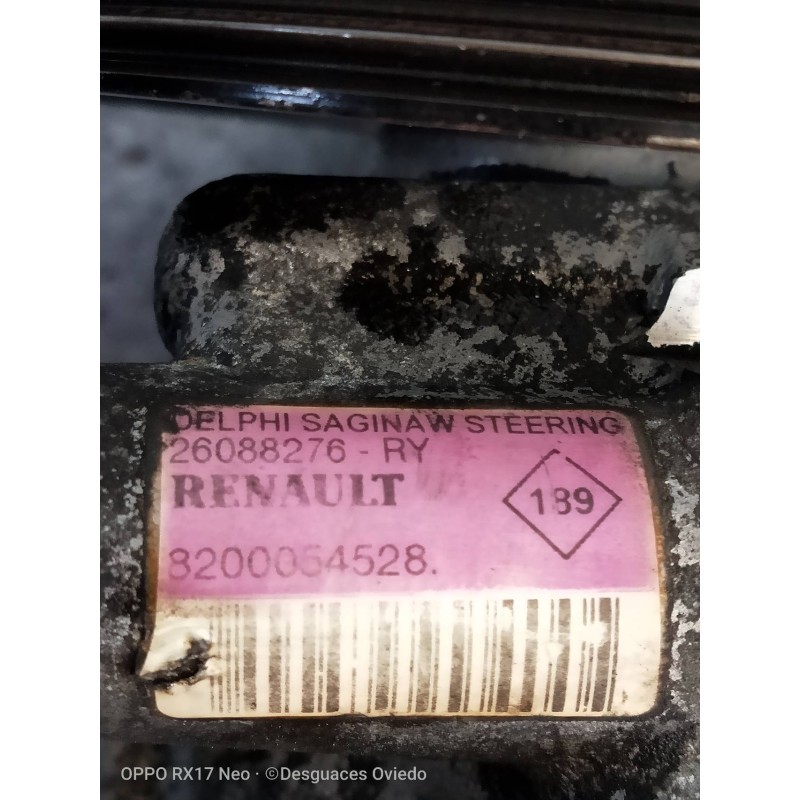 DELPHI SAGINAW STEERING
26088276 - RY
RENAULT
189
8200054528.
OPPO RX17 Neo · ©Desguaces Oviedo